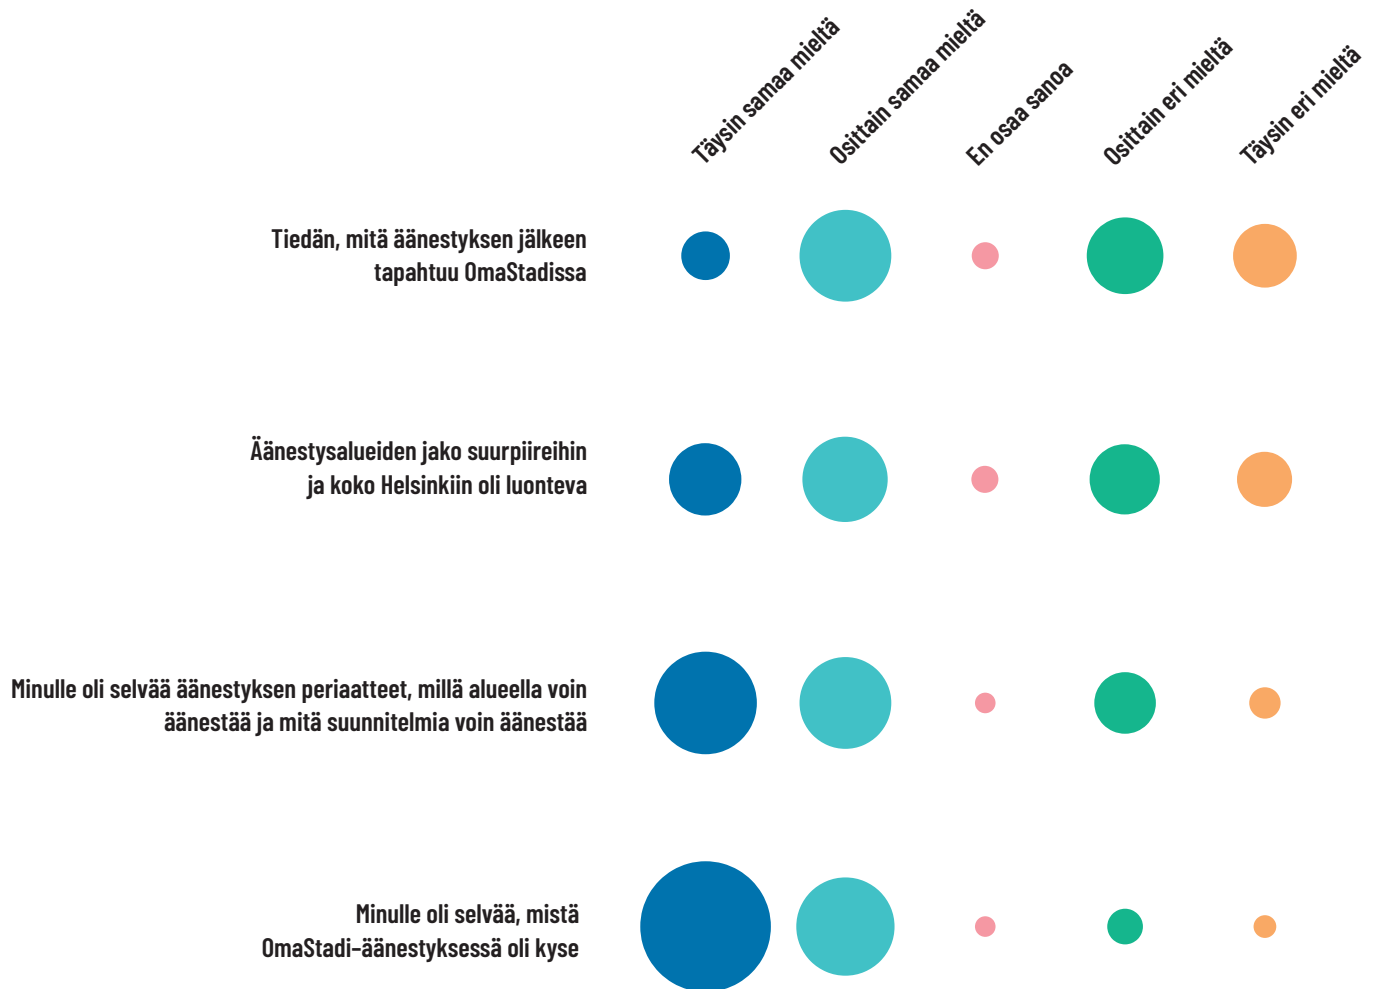 Täysin samaa mieltä
Osittain samaa mieltä
En osaa sanoa
Osittain eri mieltä
Täysin eri mieltä
Tiedän, mitä äänestyksen jälkeen
tapahtuu OmaStadissa
Äänestysalueiden jako suurpiireihin
ja koko Helsinkiin oli luonteva
Minulle oli selvää äänestyksen periaatteet, millä alueella voin
äänestää ja mitä suunnitelmia voin äänestää
Minulle oli selvää, mistä
OmaStadi-äänestyksessä oli kyse